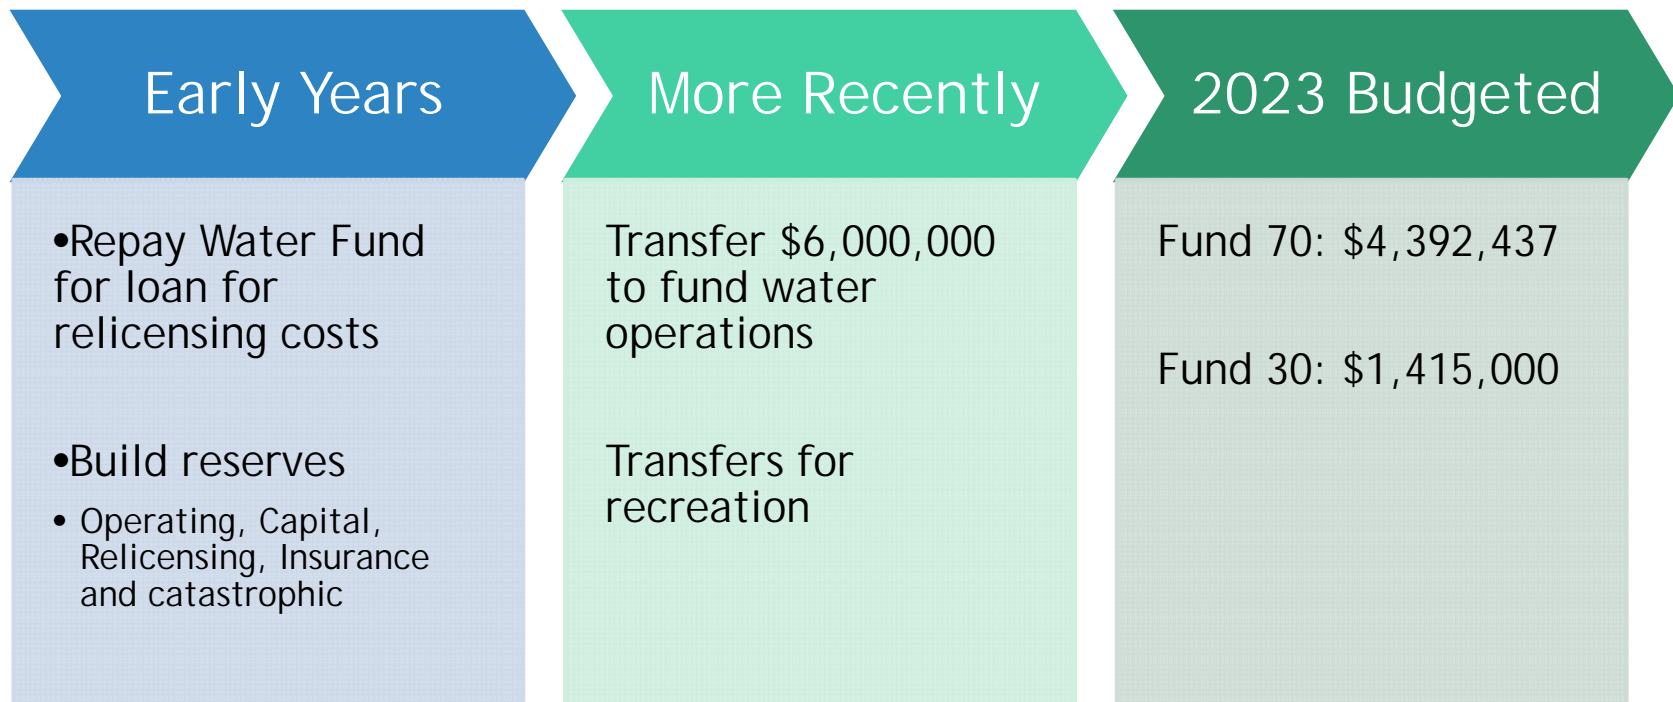 Early Years
•Repay Water Fund
for loan for
relicensing costs
•Build reserves
• Operating, Capital,
Relicensing, Insurance
and catastrophic
More Recently
Transfer $6,000,000
to fund water
operations
Transfers for
recreation
2023 Budgeted
Fund 70: $4,392,437
Fund 30: $1,415,000